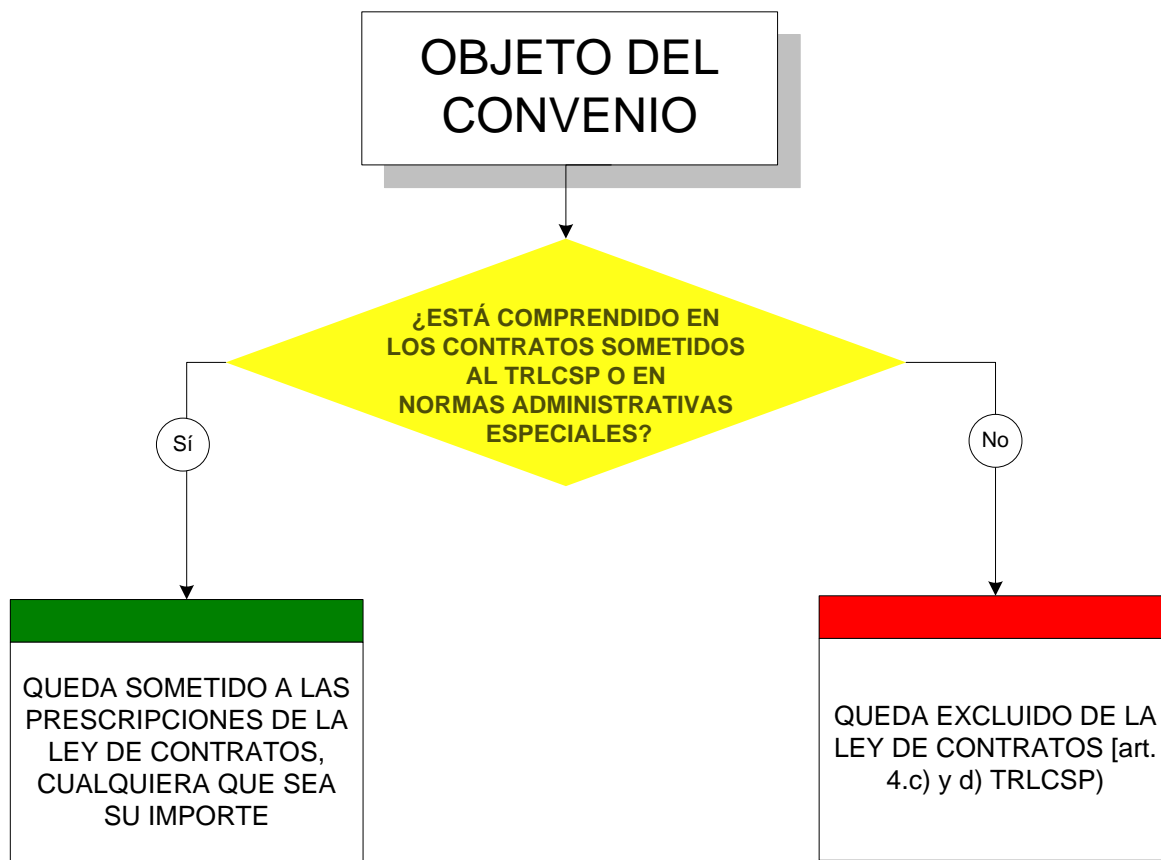 OBJETO DEL
CONVENIO
¿ESTÁ COMPRENDIDO EN
LOS CONTRATOS SOMETIDOS
AL TRLCSP O EN
NORMAS ADMINISTRATIVAS
ESPECIALES?
Sí
No
QUEDA SOMETIDO A LAS
PRESCRIPCIONES DE LA
LEY DE CONTRATOS,
CUALQUIERA QUE SEA
SU IMPORTE
QUEDA EXCLUIDO DE LA
LEY DE CONTRATOS [art.
4.c) y d) TRLCSP)